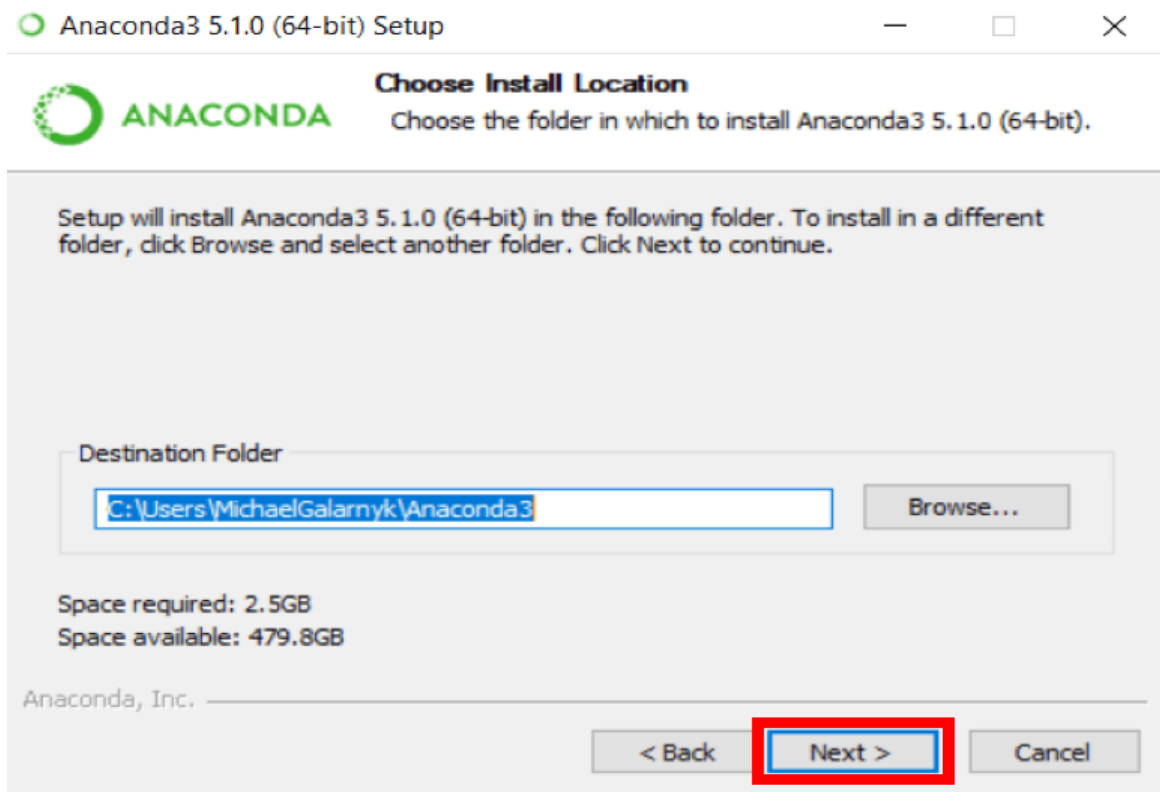 Anaconda3 5.1.0 (64-bit) Setup
ANACONDA
Choose Install Location
Choose the folder in which to install Anaconda3 5.1.0 (64-bit).
Setup will install Anaconda3 5.1.0 (64-bit) in the following folder. To install in a different
folder, click Browse and select another folder. Click Next to continue.
Destination Folder
C:\Users\MichaelGalarnyk\Anaconda3
Browse...
Space required: 2.5GB
Space available: 479.8GB
Anaconda, Inc.
< Back
Next >
Cancel